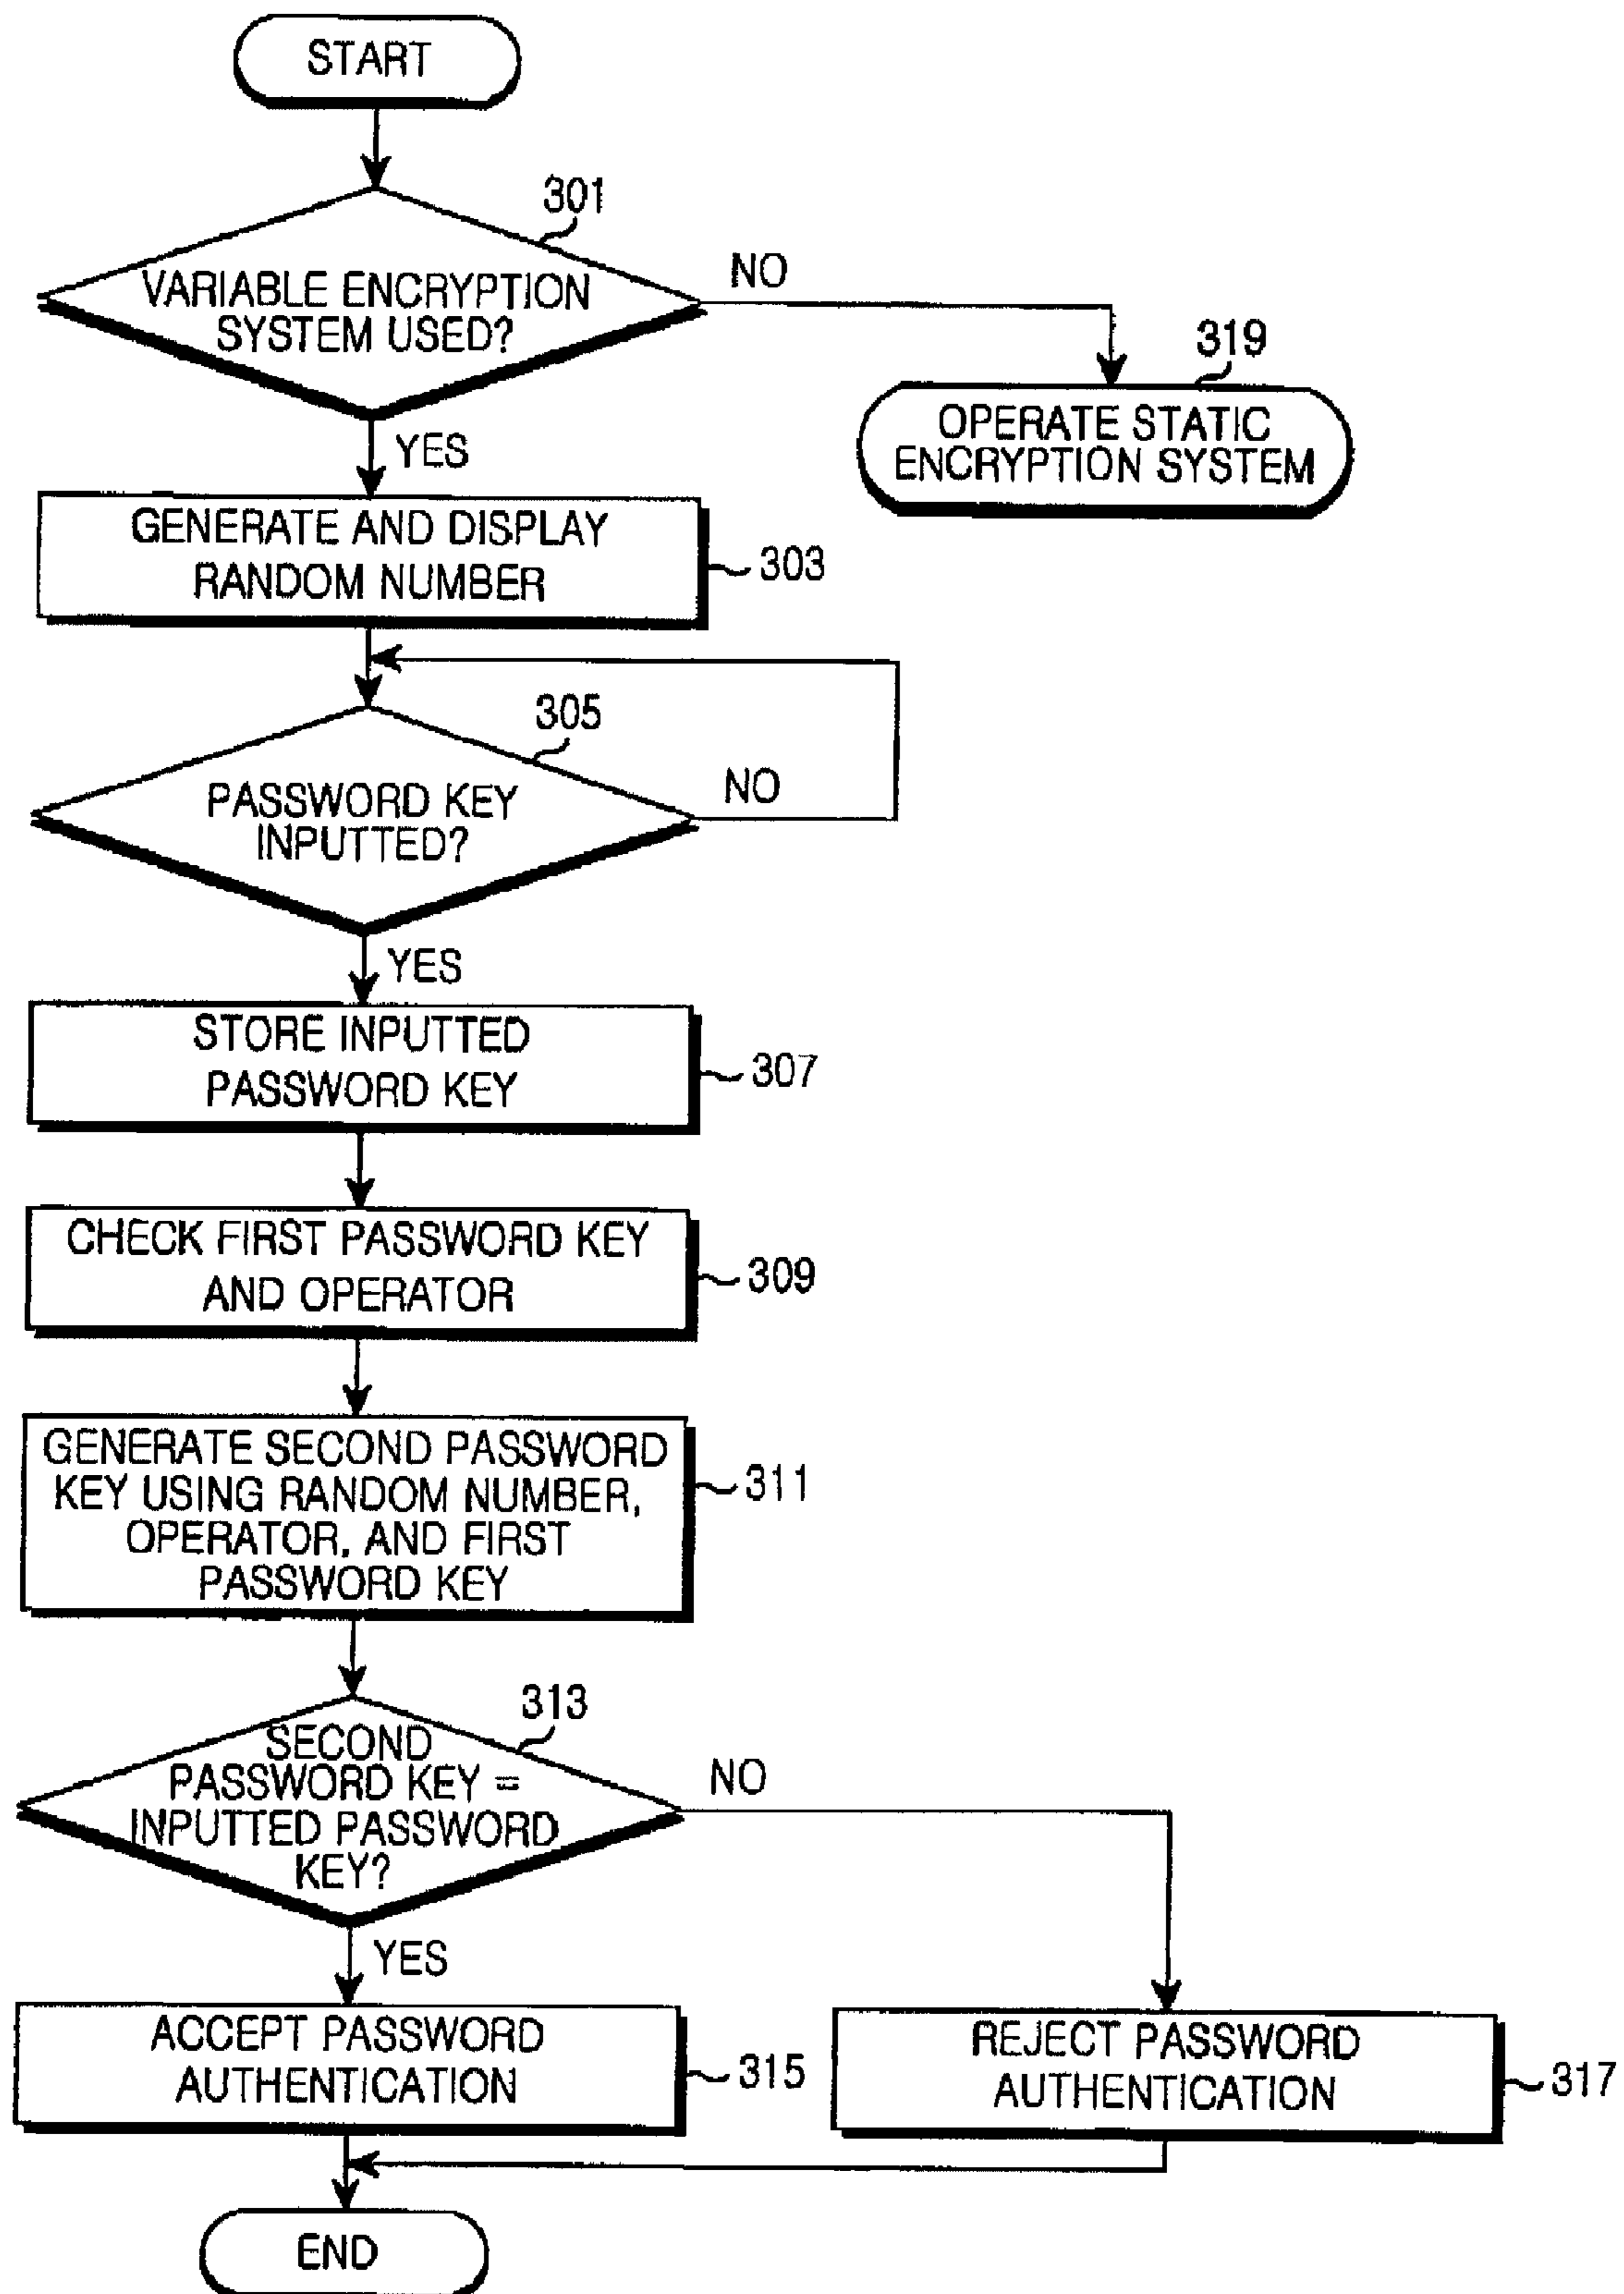 START
301
VARIABLE ENCRYPTION
SYSTEM USED?
NO
319
OPERATE STATIC
ENCRYPTION SYSTEM
YES
GENERATE AND DISPLAY
RANDOM NUMBER
303
305
PASSWORD KEY
INPUTTED?
NO
YES
STORE INPUTTED
PASSWORD KEY
307
CHECK FIRST PASSWORD KEY
AND OPERATOR
309
GENERATE SECOND PASSWORD
KEY USING RANDOM NUMBER,
OPERATOR, AND FIRST
PASSWORD KEY
311
313
SECOND
PASSWORD KEY =
INPUTTED PASSWORD
KEY?
NO
YES
ACCEPT PASSWORD
AUTHENTICATION
315
REJECT PASSWORD
AUTHENTICATION
317
END